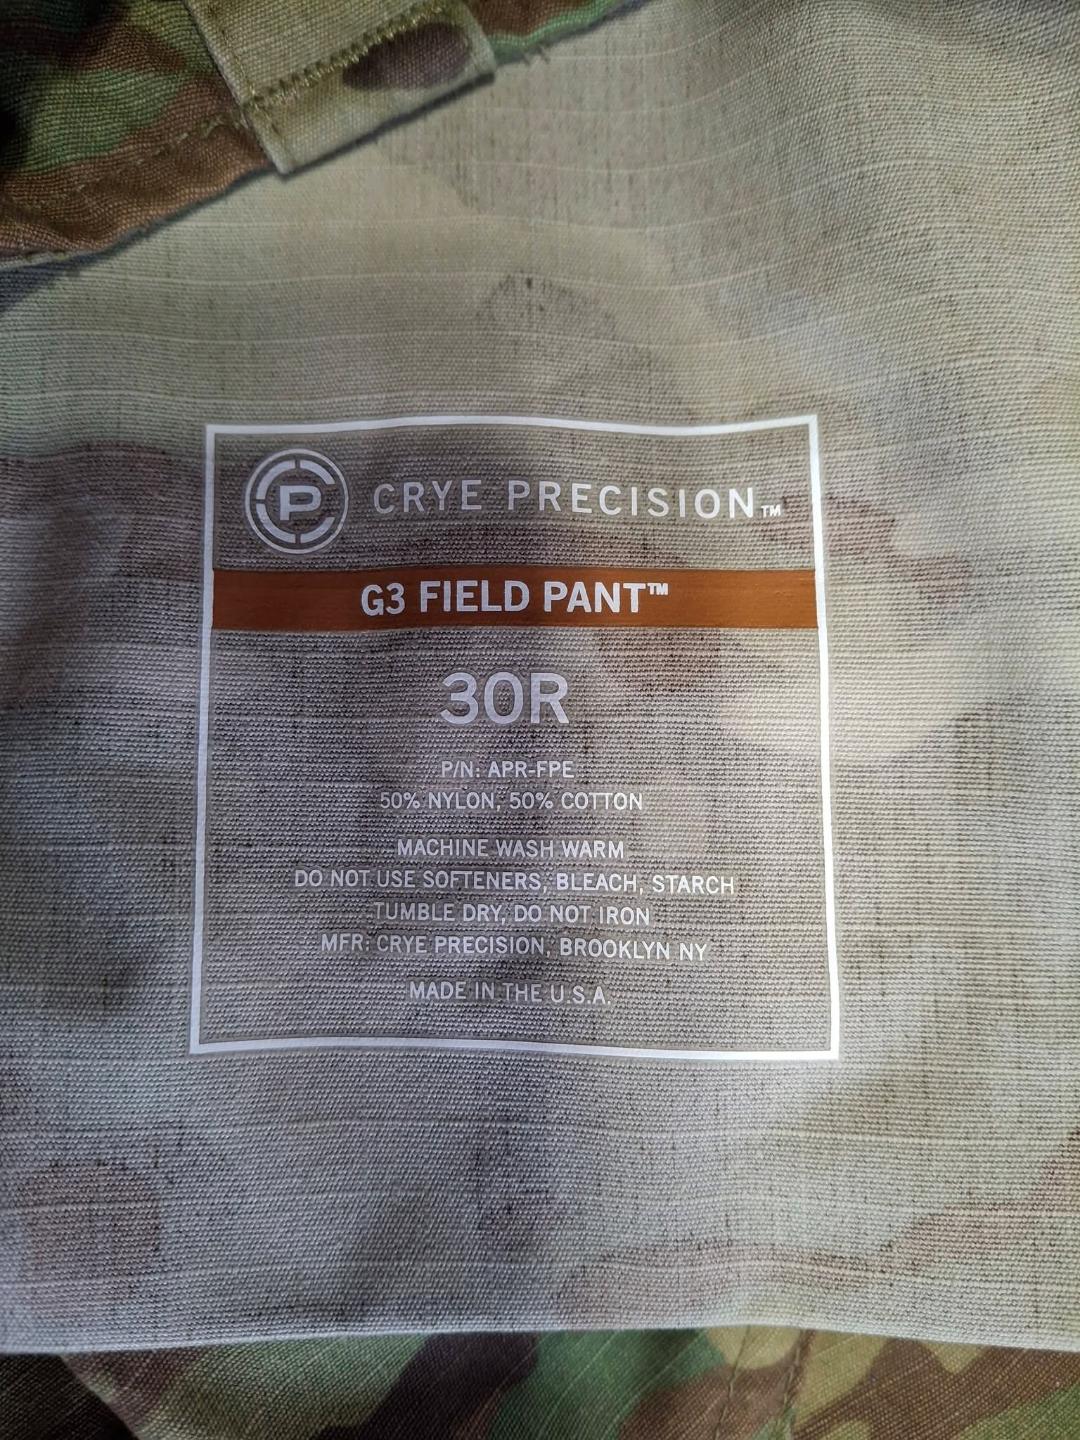 CP CRYE PRECISION™
G3 FIELD PANT™
30R
P/N: APR-FPE
50% NYLON, 50% COTTON
MACHINE WASH WARM
DO NOT USE SOFTENERS, BLEACH, STARCH
TUMBLE DRY, DO NOT IRON
MFR: CRYE PRECISION, BROOKLYN NY
MADE IN THE U.S.A.